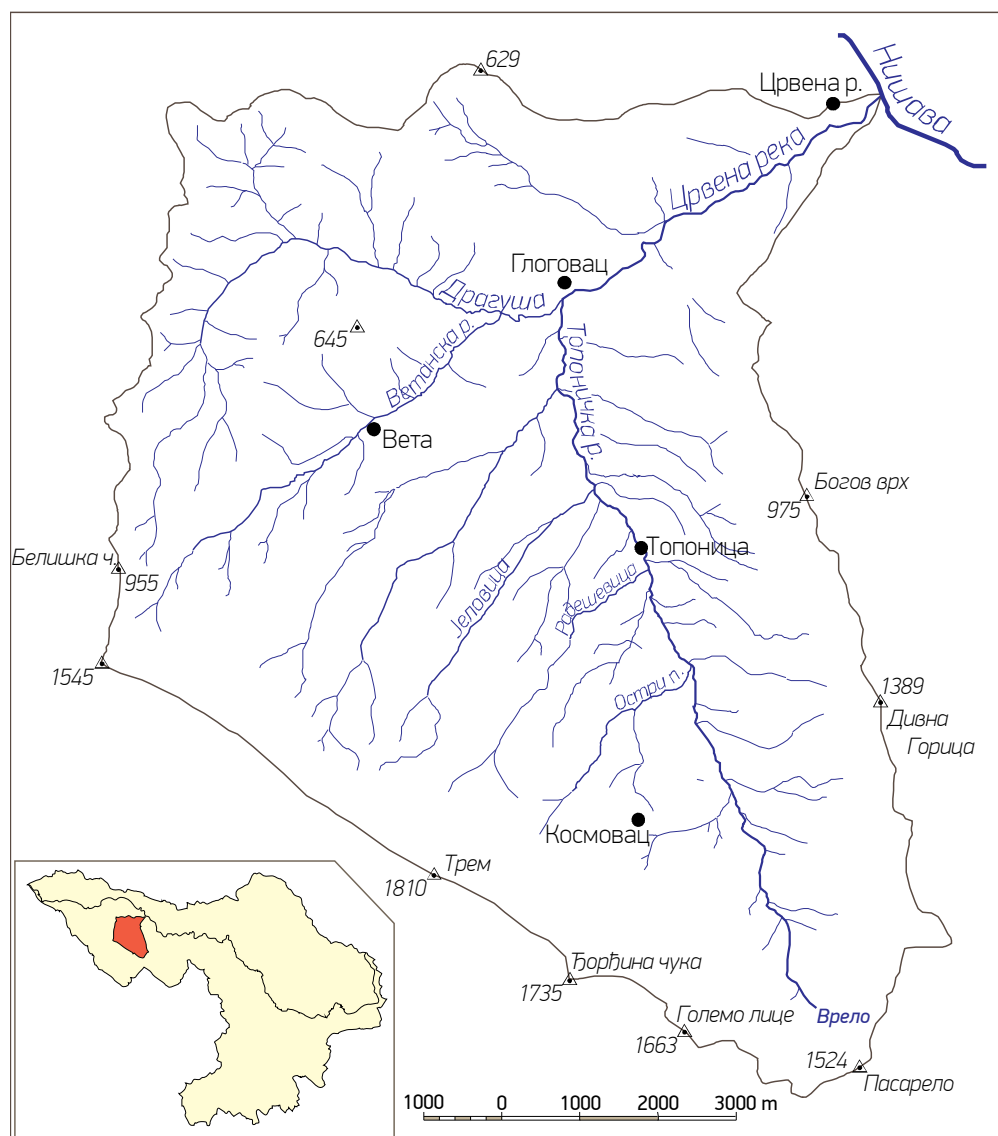 629
Црвена р.
Нишава
Црвена река
Глоговац
Драгуша
645
Ветанска р.
Топоничка р.
Вета
Богов врх
975
Белишка ч.
955
Топоница
Јеловица
Радешевица
1545
Остри п.
1389
Дивна
Горица
Космовац
Трем
1810
Ђорђина чука
1735
Големо лице
1663
Врело
1524
Пасарело
1000 0 1000 2000 3000 m